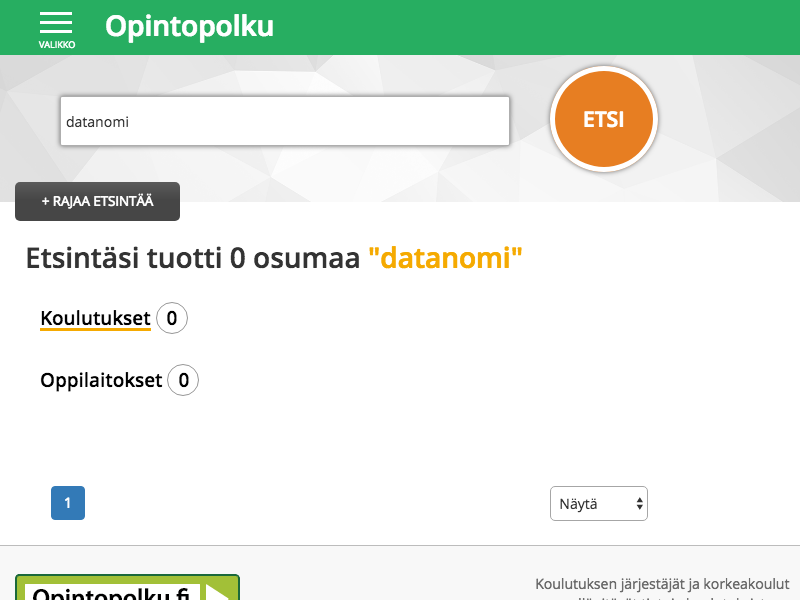 VALIKKO
Opintopolku
datanomi
ETSI
+ RAJAA ETSINTÄÄ
Etsintäsi tuotti 0 osumaa "datanomi"
Koulutukset 0
Oppilaitokset 0
1
Näytä
Opintopolku.fi
Koulutuksen järjestäjät ja korkeakoulut